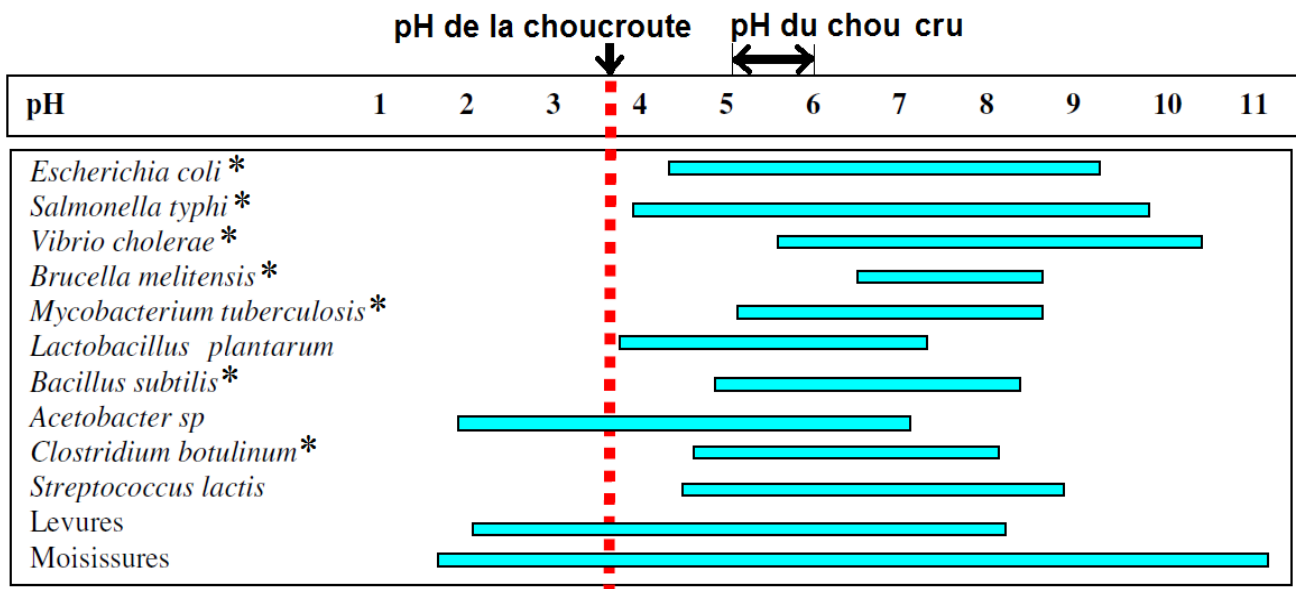 pH de la choucroute pH du chou cru
pH 1 2 3 4 5 6 7 8 9 10 11
Escherichia coli *
Salmonella typhi *
Vibrio cholerae *
Brucella melitensis *
Mycobacterium tuberculosis *
Lactobacillus plantarum
Bacillus subtilis *
Acetobacter sp
Clostridium botulinum *
Streptococcus lactis
Levures
Moisissures